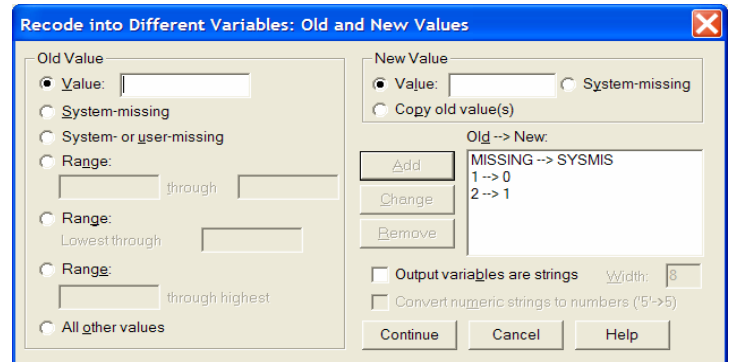 Recode into Different Variables: Old and New Values
Old Value
Value:
System-missing
System- or user-missing
Range:
through
Range:
Lowest through
Range:
through highest
All other values
New Value
Value:
System-missing
Copy old value(s)
Old --> New:
Add
Change
Remove
MISSING --> SYSMIS
1 --> 0
2 --> 1
Output variables are strings
Width:
8
Convert numeric strings to numbers ('5'->5)
Continue
Cancel
Help